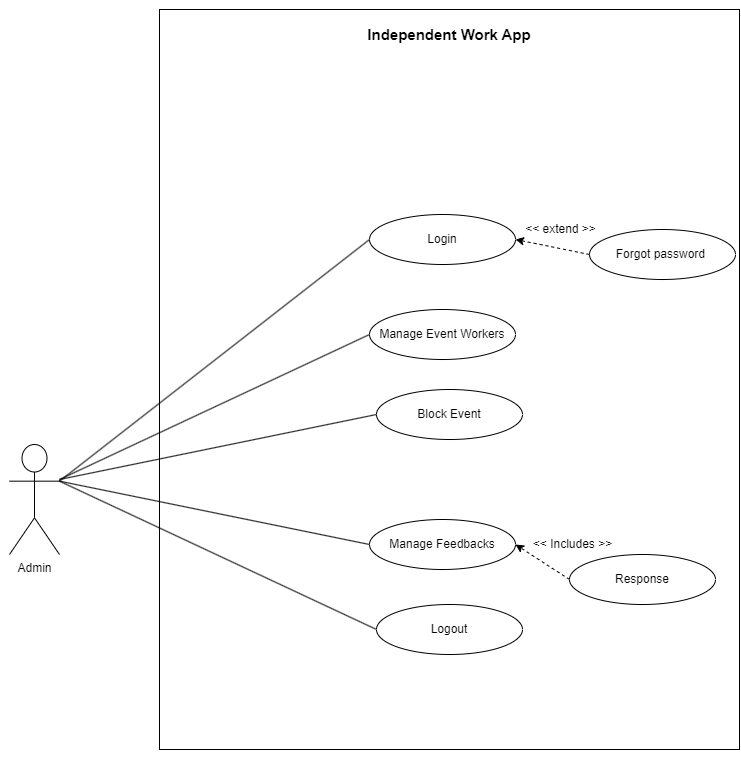 Independent Work App
Login
<< extend >>
Forgot password
Manage Event Workers
Block Event
Admin
Manage Feedbacks
<< Includes >>
Response
Logout